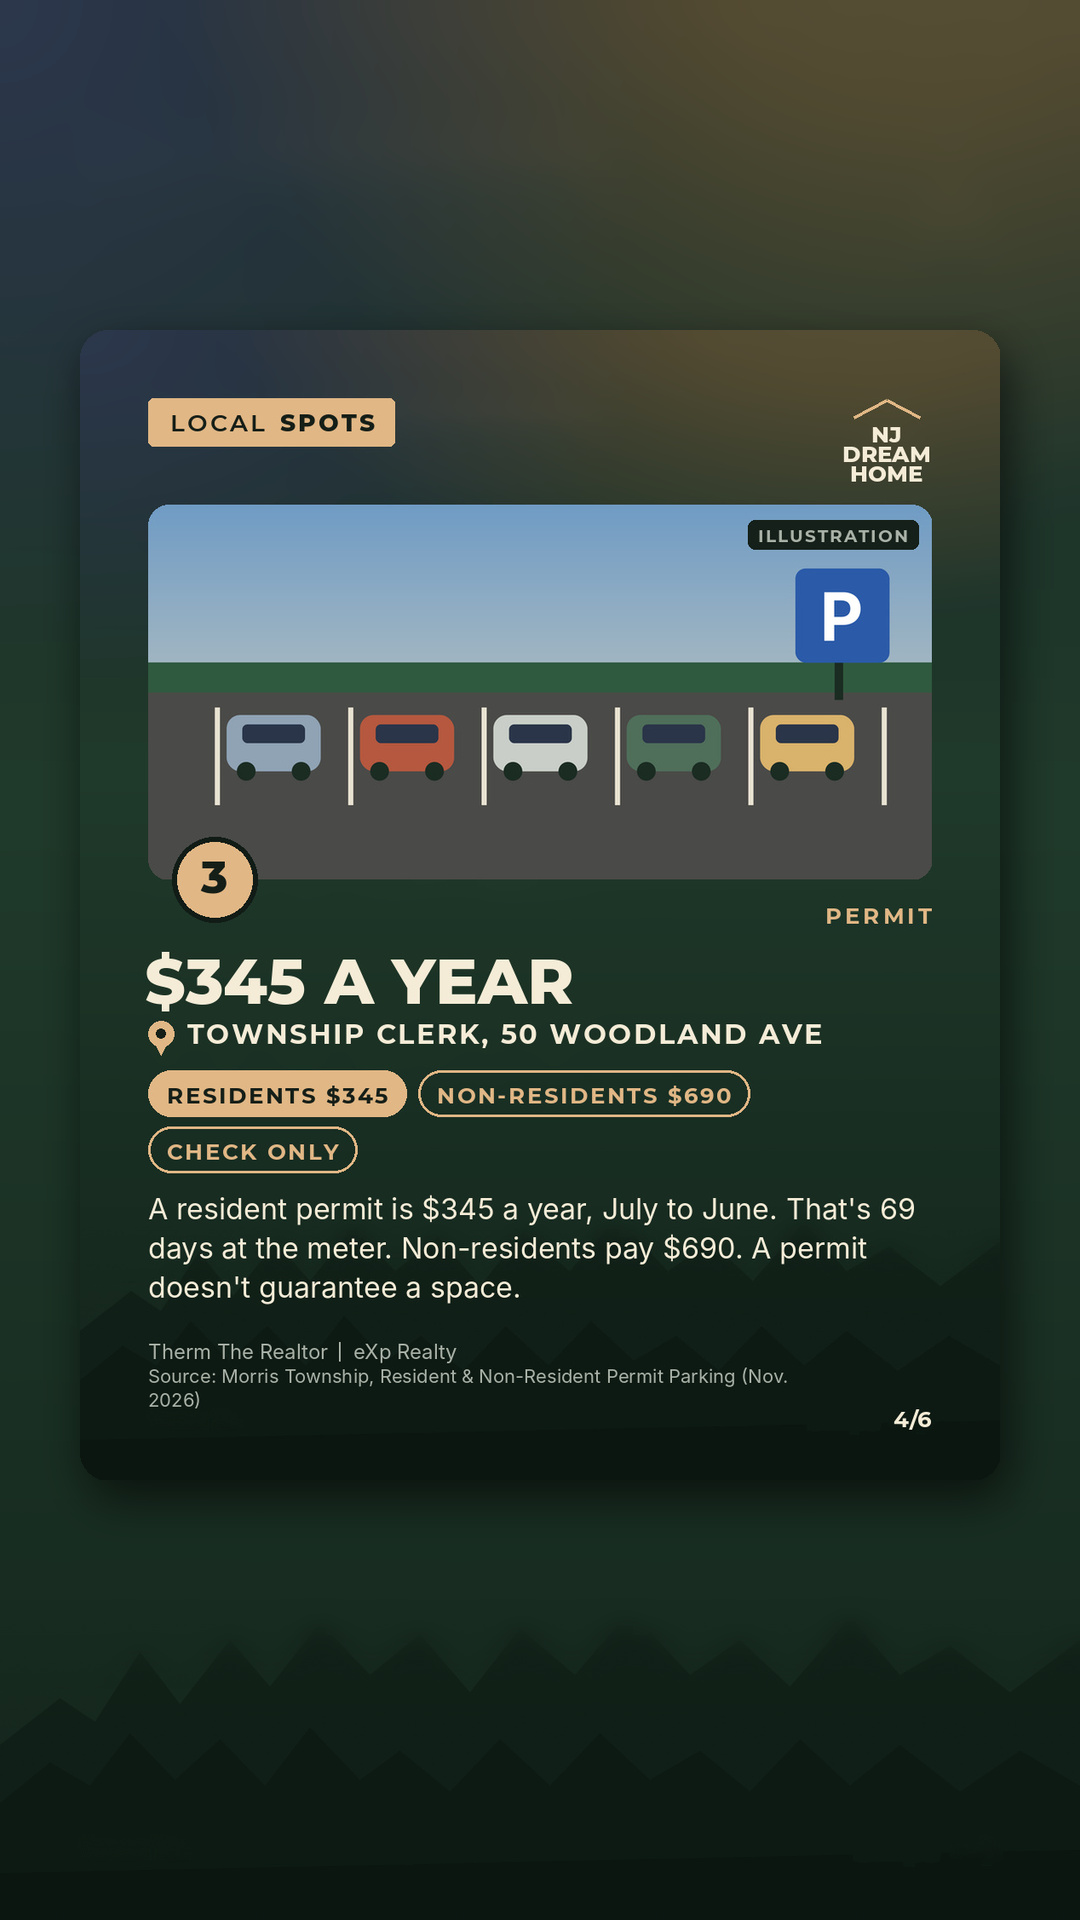 LOCAL SPOTS
NJ
DREAM
HOME
ILLUSTRATION
P
3
PERMIT
$345 A YEAR
TOWNSHIP CLERK, 50 WOODLAND AVE
RESIDENTS $345
NON-RESIDENTS $690
CHECK ONLY
A resident permit is $345 a year, July to June. That's 69
days at the meter. Non-residents pay $690. A permit
doesn't guarantee a space.
Therm The Realtor | eXp Realty
Source: Morris Township, Resident & Non-Resident Permit Parking (Nov.
2026)
4/6